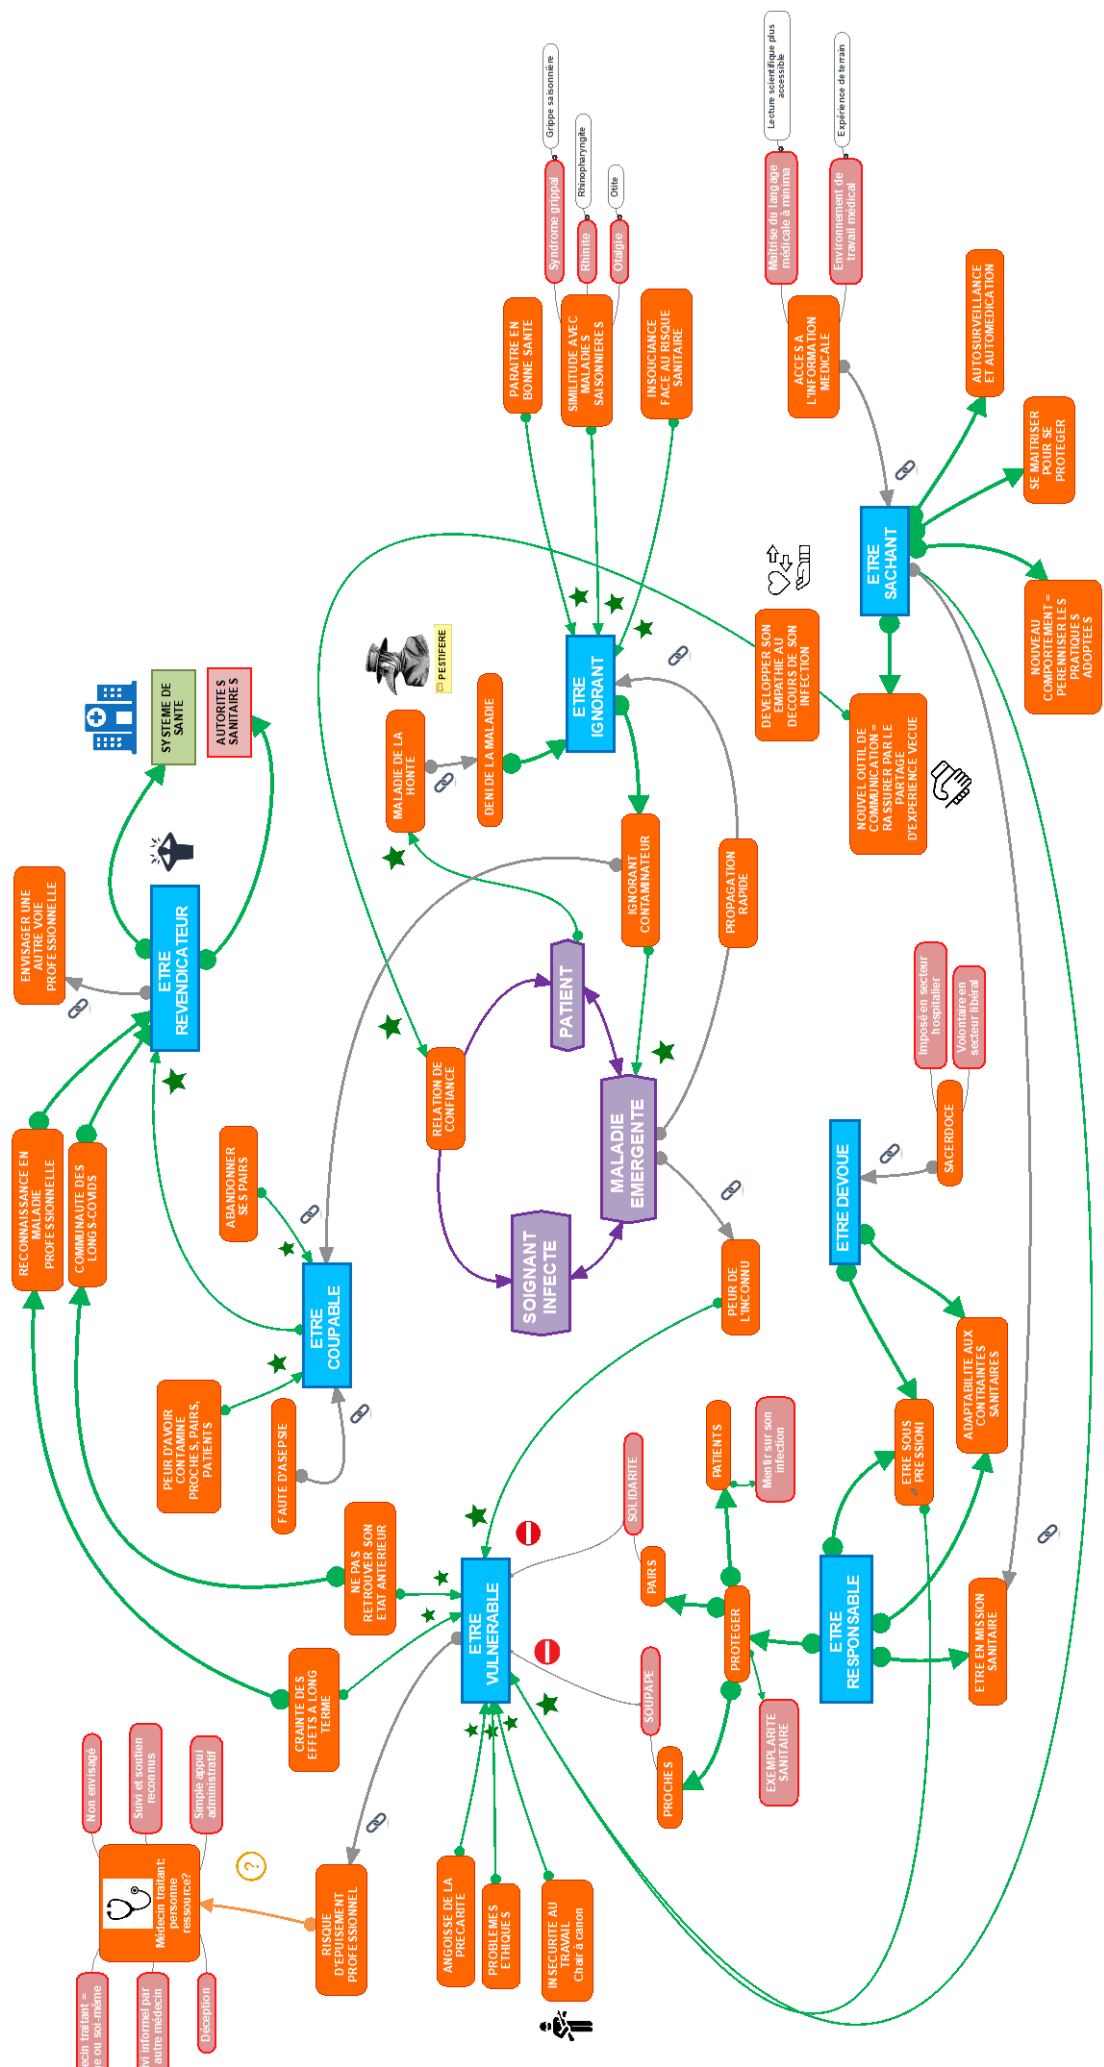 ecin traitant =
e ou soi-même
vi informel par
autre médecin
Déception
Médecin traitant:
personne
ressource?
Non envisagé
Suivi et soutien
reconnus
Simple appui
administratif
?
RISQUE
D'EPUISEMENT
PROFESSIONNEL
CRAINTE DES
EFFETS A LONG
TERME
NE PAS
RETROUVER SON
ETAT ANTERIEUR
RECONNAISSANCE EN
MALADIE
PROFESSIONNELLE
COMMUNAUTE DES
LONGS-COVIDS
ENVISAGER UNE
AUTRE VOIE
PROFESSIONNELLE
ETRE
REVENDICATEUR
SYSTEME DE
SANTE
AUTORITES
SANITAIRES
PEUR D'AVOIR
CONTAMINE
PROCHES, PAIRS,
PATIENTS
ABANDONNER
SES PAIRS
FAUTE D'ASEPSIE
ETRE
COUPABLE
ANGOISSE DE LA
PRECARITE
PROBLEMES
ETHIQUES
INSECURITE AU
TRAVAIL
Chair à canon
ETRE
VULNERABLE
RELATION DE
CONFIANCE
SOIGNANT
INFECTE
PATIENT
MALADIE
EMERGENTE
PEUR DE
L'INCONNU
MALADIE DE LA
HONTE
PESTIFERE
DENI DE LA MALADIE
ETRE
IGNORANT
IGNORANT
CONTAMINATEUR
PROPAGATION
RAPIDE
PARAITRE EN
BONNE SANTE
SIMILITUDE AVEC
MALADIES
SAISONNIERES
INSOUCIANCE
FACE AU RISQUE
SANITAIRE
Syndrome grippal
Grippe saisonnière
Rhinite
Rhinopharyngite
Otalgie
Otite
SOUPAPE
SOLIDARITE
PROCHES
PAIRS
PATIENTS
Mentir sur son
infection
PROTEGER
EXEMPLARITE
SANITAIRE
ETRE
RESPONSABLE
ETRE SOUS
PRESSION!
ADAPTABILITE AUX
CONTRAINTES
SANITAIRES
ETRE EN MISSION
SANITAIRE
ETRE DEVOUE
SACERDOCE
Imposé en secteur
hospitalier
Volontaire en
secteur libéral
DEVELOPPER SON
EMPATHIE AU
DECOURS DE SON
INFECTION
NOUVEL OUTIL DE
COMMUNICATION =
RASSURER PAR LE
PARTAGE
D'EXPERIENCE VECUE
ETRE
SACHANT
ACCES A
L'INFORMATION
MEDICALE
Maîtrise du langage
médicale à minima
Lecture scientifique plus
accessible
Environnement de
travail médical
Expérience de terrain
AUTOSURVEILLANCE
ET AUTOMEDICATION
SE MAITRISER
POUR SE
PROTEGER
NOUVEAU
COMPORTEMENT =
PERENNISER LES
PRATIQUES
ADOPTEES